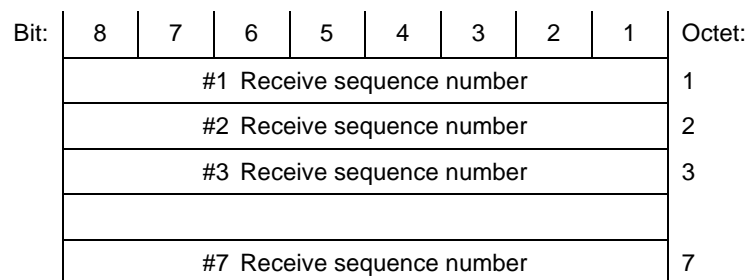 Bit: 8 7 6 5 4 3 2 1 Octet:
#1 Receive sequence number 1
#2 Receive sequence number 2
#3 Receive sequence number 3
#7 Receive sequence number 7